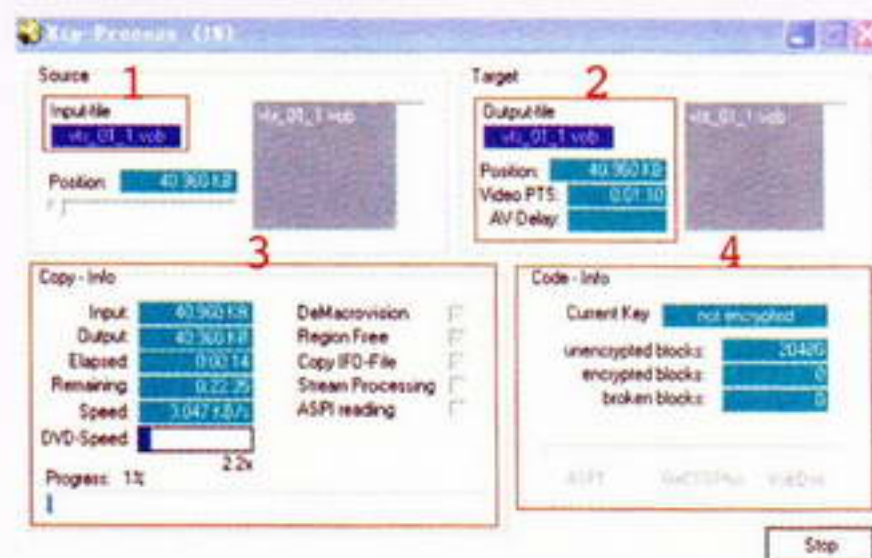 Source
1
Input-file
vts_01_1.vob
vts_01_1.vob
Position: 40.960 KB
Target
2
Output-file
vts_01_1.vob
vts_01_1.vob
Position: 40.960 KB
Video PTS: 0:01:10
AV-Delay:
3
Copy - Info
Input: 40.960 KB
Output: 40.960 KB
Elapsed: 0:00:14
Remaining: 0:22:39
Speed: 3.047 KB/s
DVD-Speed:
2.2x
Progress: 1%
DeMacrovision
Region Free
Copy IFO-File
Stream Processing
ASPI reading
4
Code - Info
Current Key not encrypted
unencrypted blocks:
encrypted blocks: 0
broken blocks: 0
ASPI
Stop